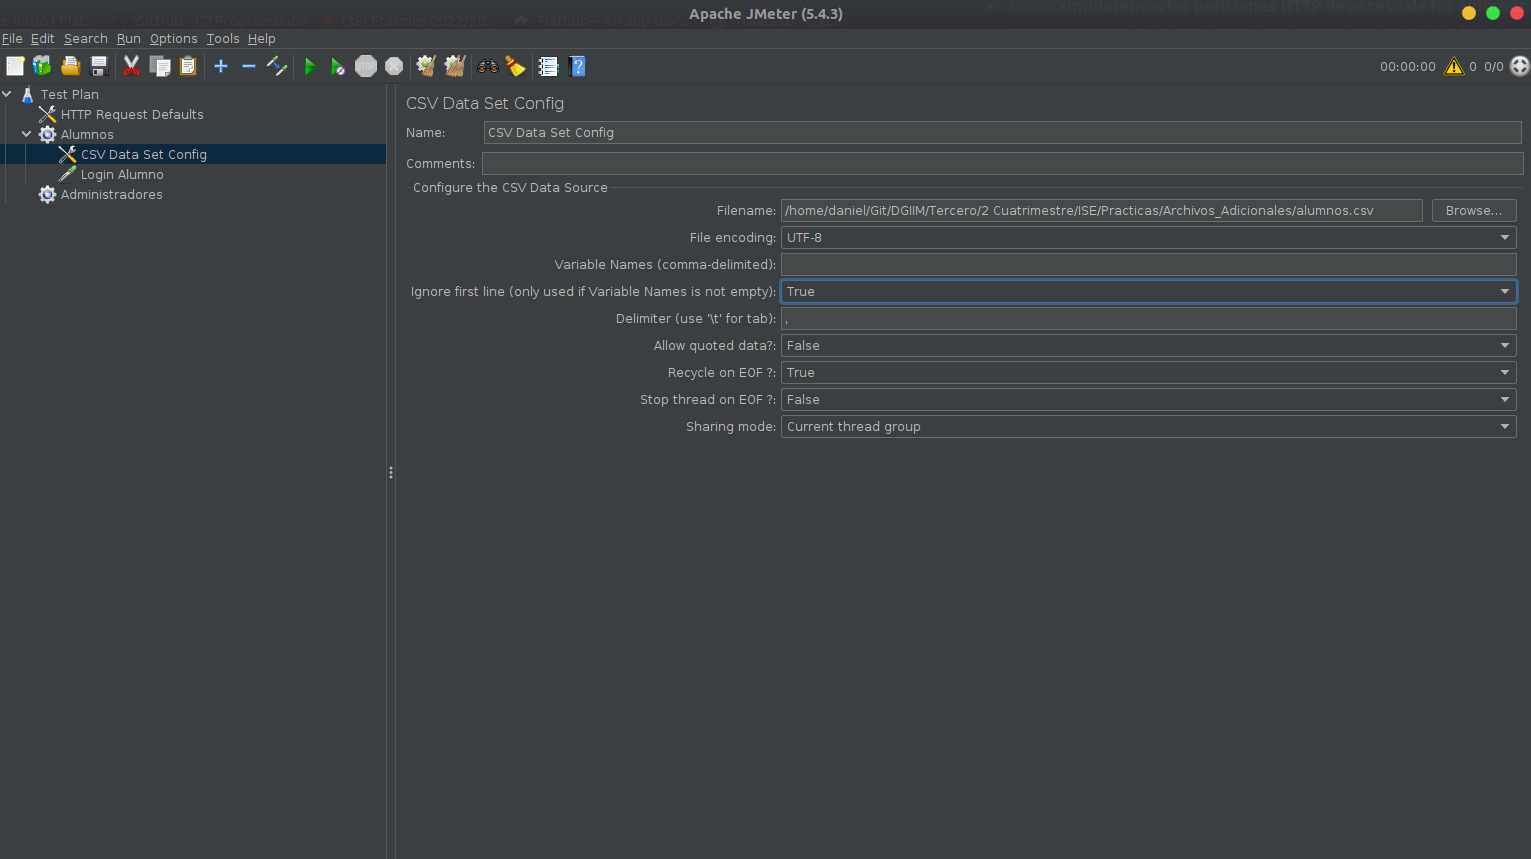 Apache JMeter (5.4.3)
File Edit Search Run Options Tools Help
STOP 00:00:00 0 0/0
Test Plan
HTTP Request Defaults
Alumnos
CSV Data Set Config
Login Alumno
Administradores
CSV Data Set Config
Name: CSV Data Set Config
Comments:
Configure the CSV Data Source
Filename: /home/daniel/Git/DGIIM/Tercero/2 Cuatrimestre/ISE/Practicas/Archivos_Adicionales/alumnos.csv Browse...
File encoding: UTF-8
Variable Names (comma-delimited):
Ignore first line (only used if Variable Names is not empty): True
Delimiter (use '\t' for tab): ,
Allow quoted data?: False
Recycle on EOF ?: True
Stop thread on EOF ?: False
Sharing mode: Current thread group